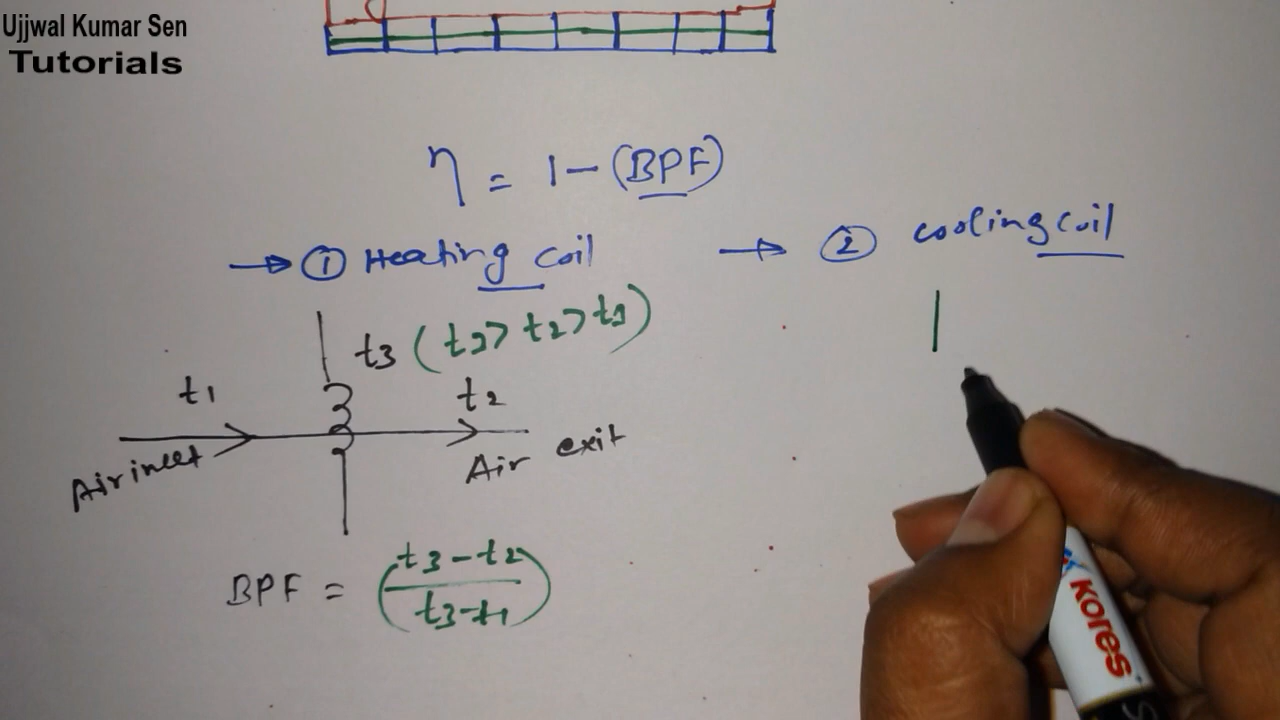 Ujjwal Kumar Sen
Tutorials
η = 1 - (BPF)
→ ① Heating coil
→ ② cooling coil
t3 (t3 > t2 > t1)
t1
t2
Air inlet
Air exit
BPF = (t3 - t2 / t3 - t1)
KORES